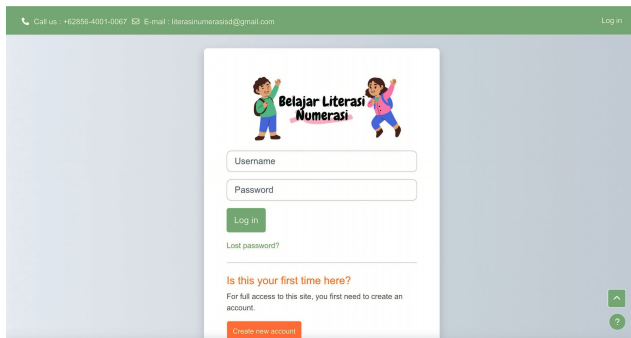 Call us : +62856-4001-0067 E-mail : literasinumerasisd@gmail.com Log in
Belajar Literasi
Numerasi
Username
Password
Log in
Lost password?
Is this your first time here?
For full access to this site, you first need to create an
account.
Create new account
?